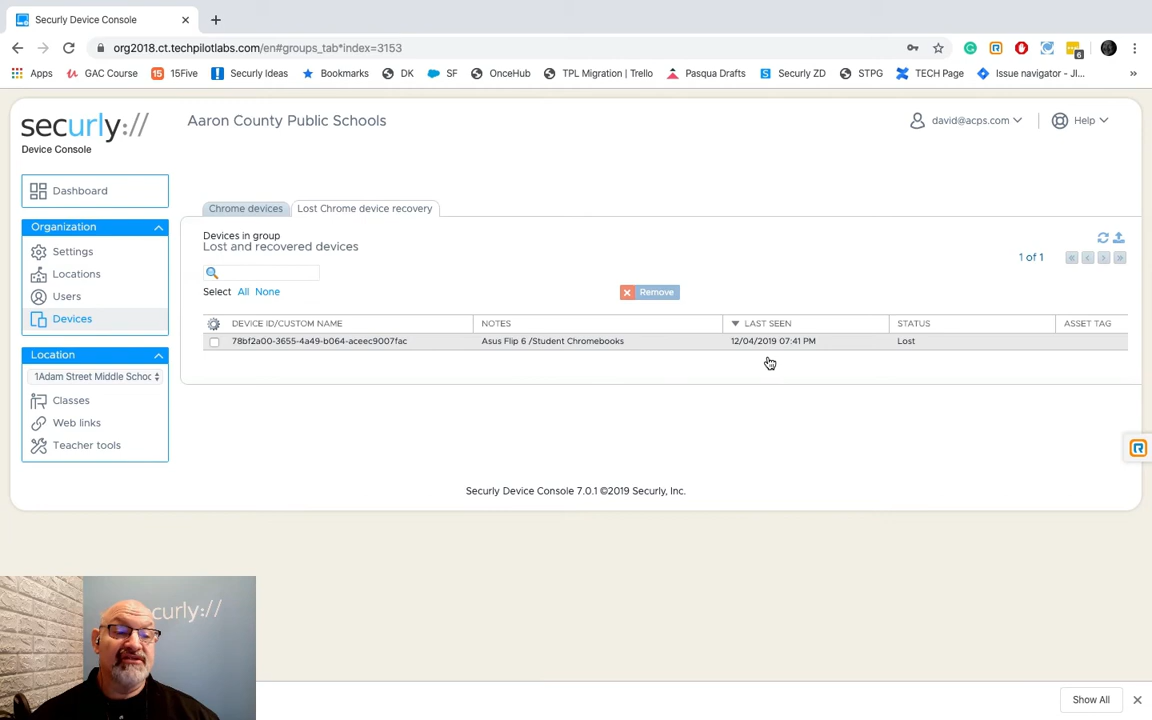 Securly Device Console
org2018.ct.techpilotlabs.com/en#groups_tab*index=3153
6
Apps
GAC Course
15
15Five
Securly Ideas
Bookmarks
DK
SF
OnceHub
TPL Migration | Trello
Pasqua Drafts
Securly ZD
STPG
TECH Page
Issue navigator - JI...
»
securly://
Device Console
Aaron County Public Schools
david@acps.com
Help
Dashboard
Organization
Settings
Locations
Users
Devices
Location
1Adam Street Middle Schoo
Classes
Web links
Teacher tools
Chrome devices
Lost Chrome device recovery
Devices in group
Lost and recovered devices
1 of 1
Select All None
Remove
DEVICE ID/CUSTOM NAME NOTES LAST SEEN STATUS ASSET TAG
78bf2a00-3655-4a49-b064-aceec9007fac Asus Flip 6 /Student Chromebooks 12/04/2019 07:41 PM Lost
Securly Device Console 7.0.1 ©2019 Securly, Inc.
securly://
Show All